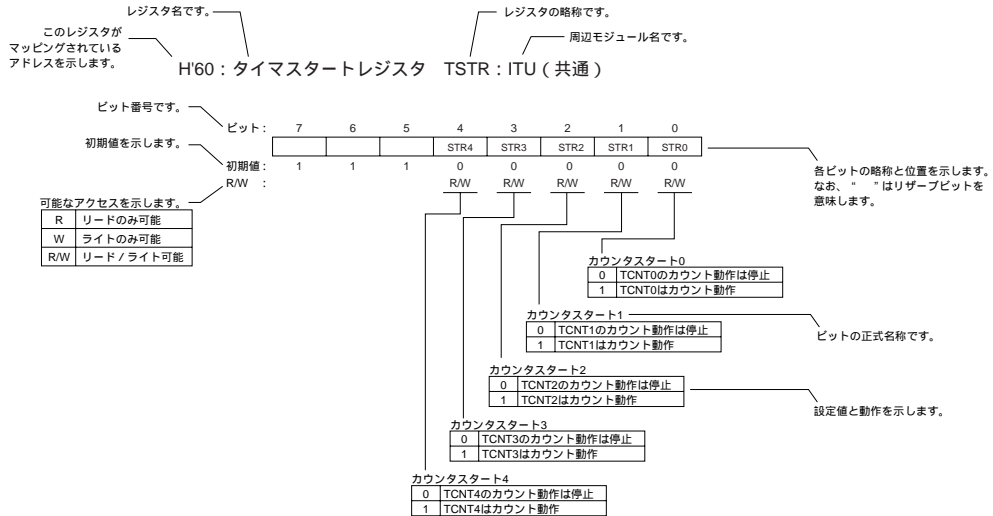 レジスタ名です。
レジスタの略称です。
このレジスタが
マッピングされている
アドレスを示します。
周辺モジュール名です。
H'60：タイマスタートレジスタ　TSTR：ITU（共通）
ビット番号です。
ビット： 7 6 5 4 3 2 1 0
STR4 STR3 STR2 STR1 STR0
初期値を示します。
初期値： 1 1 1 0 0 0 0 0
R/W ： R/W R/W R/W R/W R/W
各ビットの略称と位置を示します。
なお、“　”はリザーブビットを
意味します。
可能なアクセスを示します。
R リードのみ可能
W ライトのみ可能
R/W リード／ライト可能
カウンタスタート0
0 TCNT0のカウント動作は停止
1 TCNT0はカウント動作
カウンタスタート1
0 TCNT1のカウント動作は停止
1 TCNT1はカウント動作
ビットの正式名称です。
カウンタスタート2
0 TCNT2のカウント動作は停止
1 TCNT2はカウント動作
設定値と動作を示します。
カウンタスタート3
0 TCNT3のカウント動作は停止
1 TCNT3はカウント動作
カウンタスタート4
0 TCNT4のカウント動作は停止
1 TCNT4はカウント動作